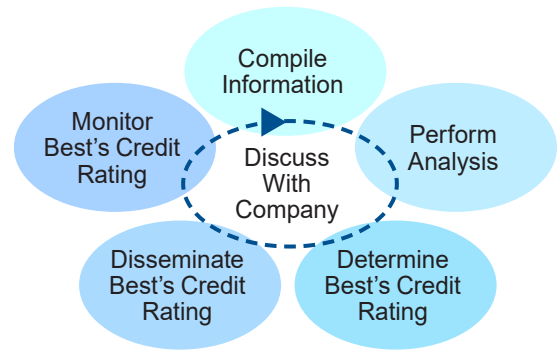 Compile
Information
Perform
Analysis
Determine
Best's Credit
Rating
Disseminate
Best's Credit
Rating
Monitor
Best's Credit
Rating
Discuss
With
Company